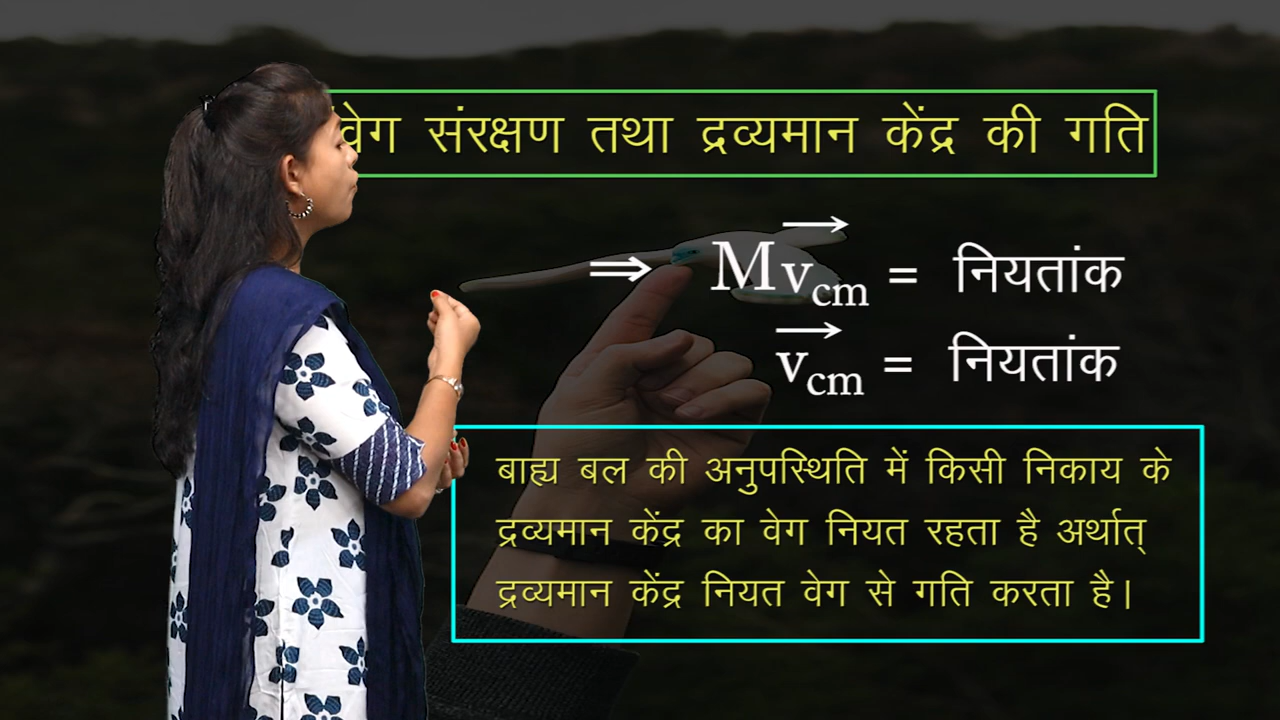 संरक्षण तथा द्रव्यमान केंद्र की गति
⇒ M v⃗cm = नियतांक
v⃗cm = नियतांक
बाह्य बल की अनुपस्थिति में किसी निकाय के
द्रव्यमान केंद्र का वेग नियत रहता है अर्थात्
द्रव्यमान केंद्र नियत वेग से गति करता है।